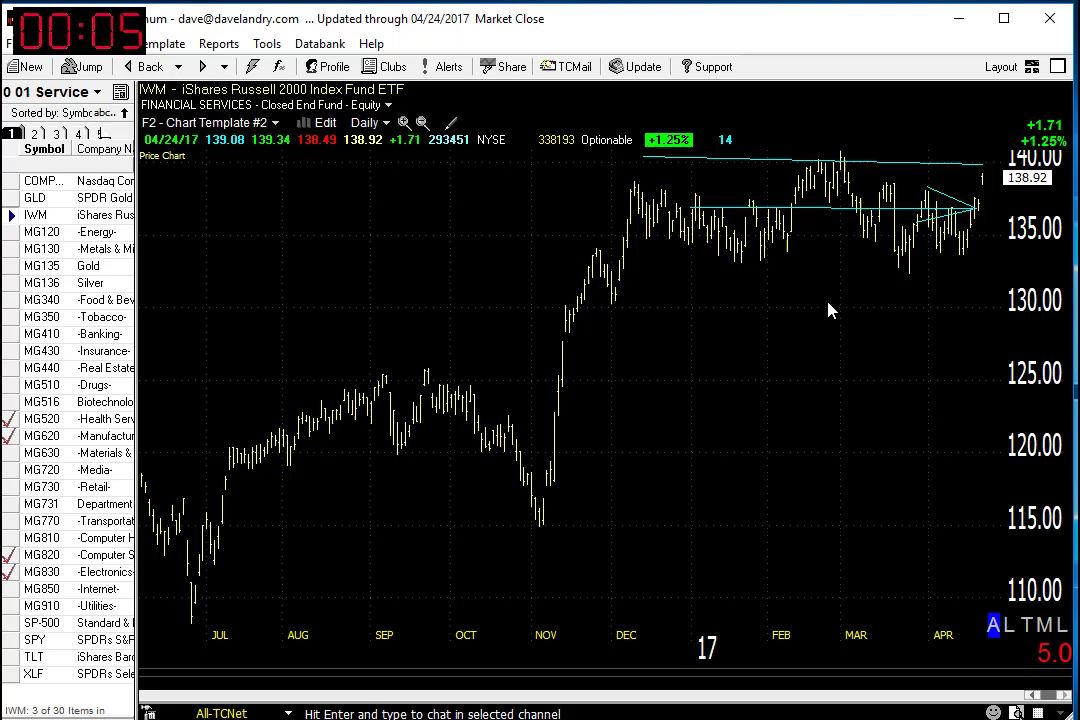 00:05
num - dave@davelandry.com ... Updated through 04/24/2017 Market Close
F emplate Reports Tools Databank Help
New Jump Back Profile Clubs Alerts Share TCMail Update Support Layout
0 01 Service
Sorted by: Symbc abc..
1 2 3 4 5
Symbol Company N
COMP... Nasdaq Con
GLD SPDR Gold
IWM iShares Rus
MG120 -Energy-
MG130 -Metals & Mi
MG135 Gold
MG136 Silver
MG340 -Food & Bev
MG350 -Tobacco-
MG410 -Banking-
MG430 -Insurance-
MG440 -Real Estate
MG510 -Drugs-
MG516 Biotechnolo
MG520 -Health Serv
MG620 -Manufactur
MG630 -Materials &
MG720 -Media-
MG730 -Retail-
MG731 Department
MG770 -Transportat
MG810 -Computer H
MG820 -Computer S
MG830 -Electronics-
MG850 -Internet-
MG910 -Utilities-
SP-500 Standard &
SPY SPDRs S&F
TLT iShares Barc
XLF SPDRs Sele
IWM: 3 of 30 Items in
IWM - iShares Russell 2000 Index Fund ETF
FINANCIAL SERVICES - Closed End Fund - Equity
F2 - Chart Template #2 Edit Daily
04/24/17 139.08 139.34 138.49 138.92 +1.71 293451 NYSE 338193 Optionable +1.25% 14
+1.71
+1.25%
Price Chart
140.00
138.92
135.00
130.00
125.00
120.00
115.00
110.00
JUL AUG SEP OCT NOV DEC 17 FEB MAR APR
A L T M L
5.0
All-TCNet Hit Enter and type to chat in selected channel